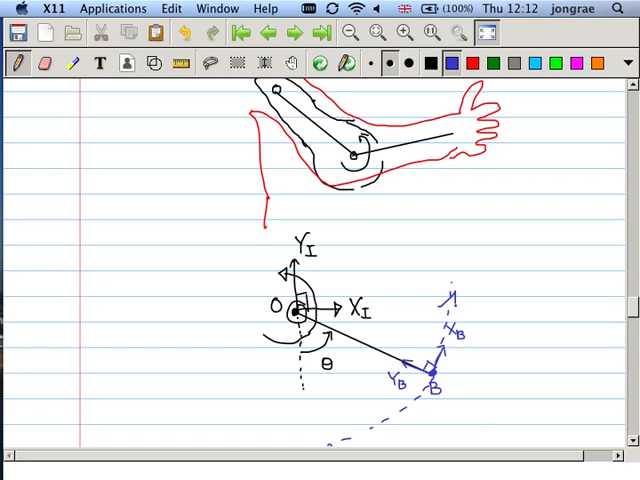 X11 Applications Edit Window Help (100%) Thu 12:12 jongrae
T
Y_I
O X_I
θ
X_B
Y_B
B